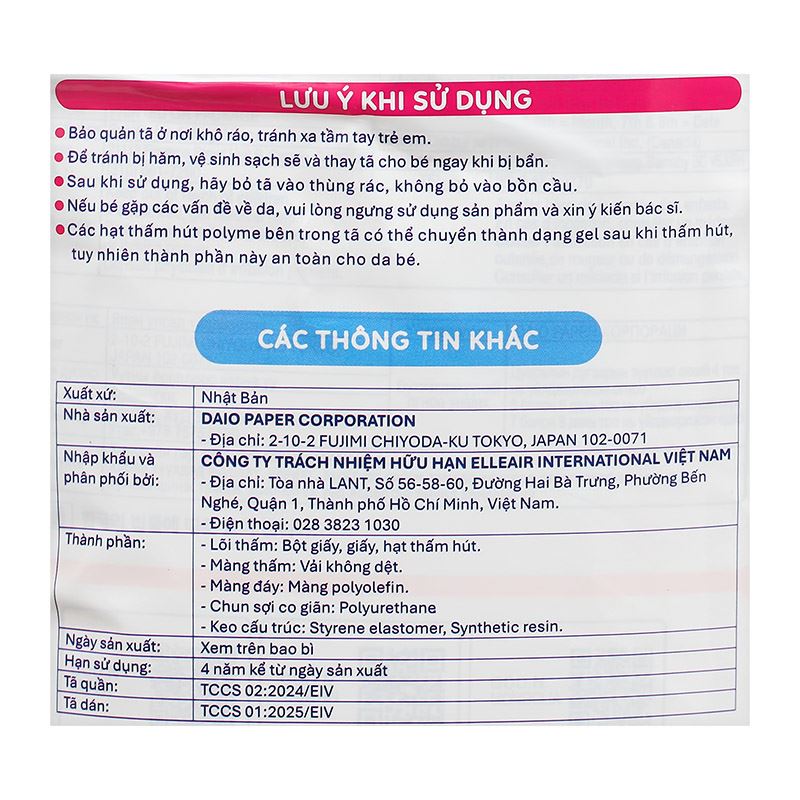 LƯU Ý KHI SỬ DỤNG
• Bảo quản tã ở nơi khô ráo, tránh xa tầm tay trẻ em.
• Để tránh bị hăm, vệ sinh sạch sẽ và thay tã cho bé ngay khi bị bẩn.
• Sau khi sử dụng, hãy bỏ tã vào thùng rác, không bỏ vào bồn cầu.
• Nếu bé gặp các vấn đề về da, vui lòng ngưng sử dụng sản phẩm và xin ý kiến bác sĩ.
• Các hạt thấm hút polyme bên trong tã có thể chuyển thành dạng gel sau khi thấm hút,
tuy nhiên thành phần này an toàn cho da bé.
CÁC THÔNG TIN KHÁC
Xuất xứ: Nhật Bản
Nhà sản xuất: DAIO PAPER CORPORATION
- Địa chỉ: 2-10-2 FUJIMI CHIYODA-KU TOKYO, JAPAN 102-0071
Nhập khẩu và CÔNG TY TRÁCH NHIỆM HỮU HẠN ELLEAIR INTERNATIONAL VIỆT NAM
phân phối bởi: - Địa chỉ: Tòa nhà LANT, Số 56-58-60, Đường Hai Bà Trưng, Phường Bến
Nghé, Quận 1, Thành phố Hồ Chí Minh, Việt Nam.
- Điện thoại: 028 3823 1030
Thành phần: - Lõi thấm: Bột giấy, giấy, hạt thấm hút.
- Màng thấm: Vải không dệt.
- Màng đáy: Màng polyolefin.
- Chun sợi co giãn: Polyurethane
- Keo cấu trúc: Styrene elastomer, Synthetic resin.
Ngày sản xuất: Xem trên bao bì
Hạn sử dụng: 4 năm kể từ ngày sản xuất
Tã quần: TCCS 02:2024/EIV
Tã dán: TCCS 01:2025/EIV